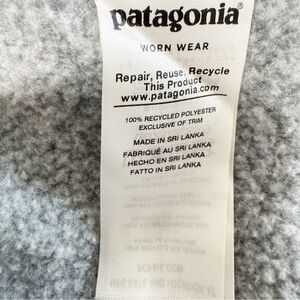 patagonia®
WORN WEAR
Repair, Reuse, Recycle
This Product
www.patagonia.com
100% RECYCLED POLYESTER
EXCLUSIVE OF TRIM
MADE IN SRI LANKA
FABRIQUÉ AU SRI LANKA
HECHO EN SRI LANKA
FATTO IN SRI LANKA